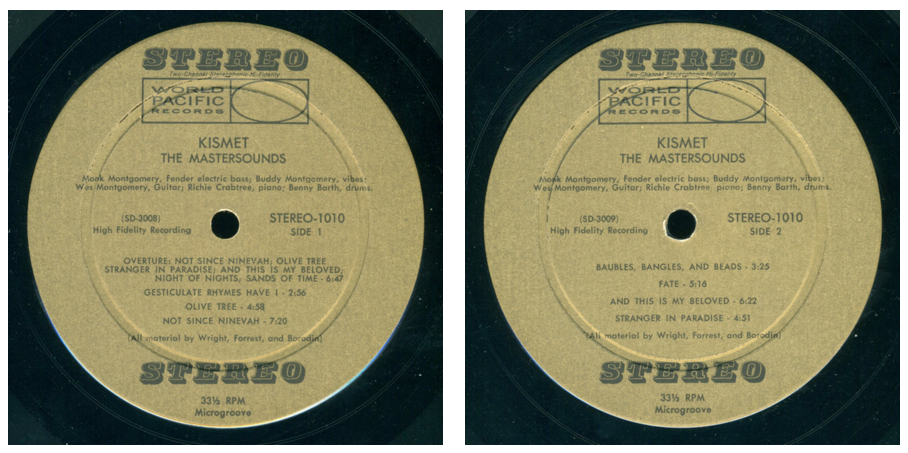 STEREO
Two-Channel Stereophonic Hi-Fidelity
WORLD
PACIFIC
RECORDS
KISMET
THE MASTERSOUNDS
Monk Montgomery, Fender electric bass; Buddy Montgomery, vibes;
Wes Montgomery, Guitar; Richie Crabtree, piano; Benny Barth, drums.
(SD-3008)
High Fidelity Recording
STEREO-1010
SIDE 1
OVERTURE: NOT SINCE NINEVAH; OLIVE TREE
STRANGER IN PARADISE; AND THIS IS MY BELOVED;
NIGHT OF NIGHTS, SANDS OF TIME - 6:47
GESTICULATE RHYMES HAVE I - 2:56
OLIVE TREE - 4:58
NOT SINCE NINEVAH - 7:20
(All material by Wright, Forrest, and Borodin)
STEREO
33⅓ RPM
Microgroove
STEREO
Two-Channel Stereophonic Hi-Fidelity
WORLD
PACIFIC
RECORDS
KISMET
THE MASTERSOUNDS
Monk Montgomery, Fender electric bass; Buddy Montgomery, vibes;
Wes Montgomery, Guitar; Richie Crabtree, piano; Benny Barth, drums.
(SD-3009)
High Fidelity Recording
STEREO-1010
SIDE 2
BAUBLES, BANGLES, AND BEADS - 3:25
FATE - 5:16
AND THIS IS MY BELOVED - 6:22
STRANGER IN PARADISE - 4:51
(All material by Wright, Forrest, and Borodin)
STEREO
33⅓ RPM
Microgroove